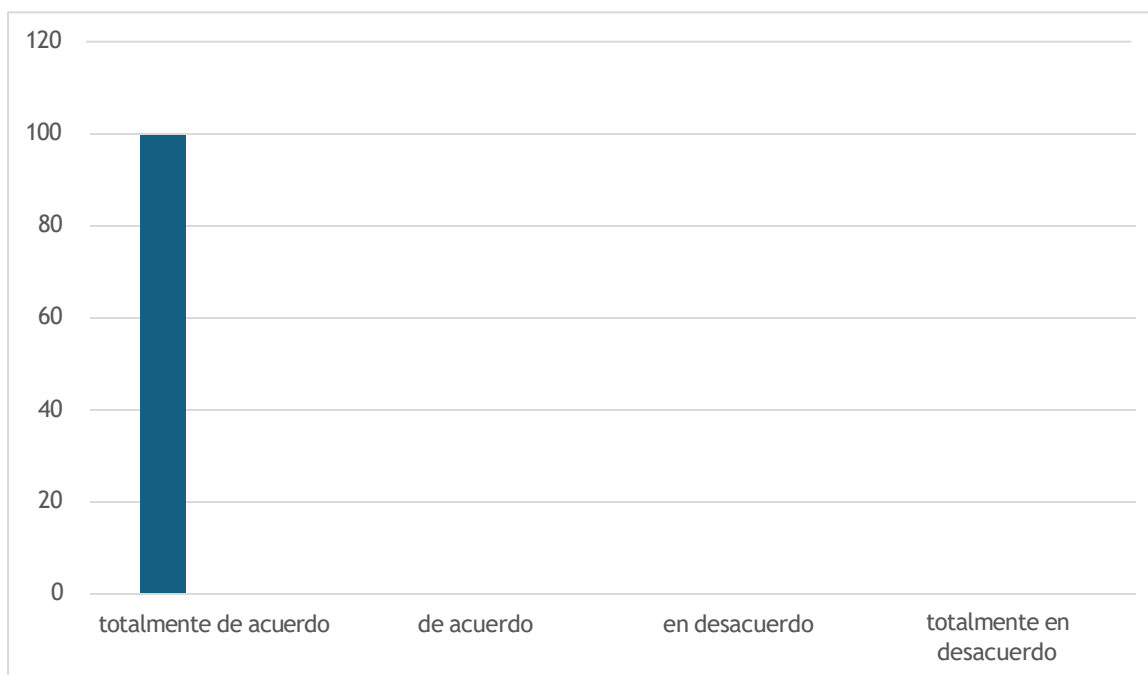 120
100
80
60
40
20
0
totalmente de acuerdo
de acuerdo
en desacuerdo
totalmente en
desacuerdo